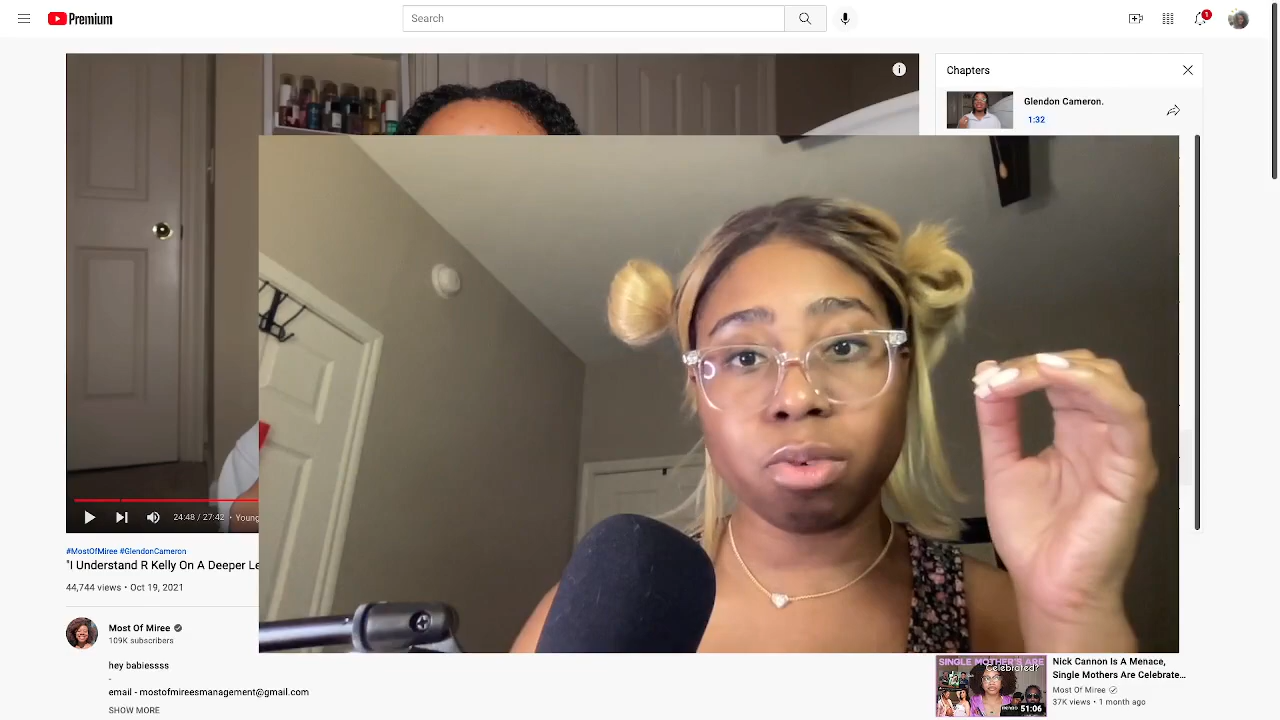 Premium
Search
1
Chapters
Glendon Cameron.
1:32
24:48 / 27:42 • Young
#MostOfMiree #GlendonCameron
"I Understand R Kelly On A Deeper Le
44,744 views • Oct 19, 2021
Most Of Miree
109K subscribers
hey babiessss
-
email - mostofmireesmanagement@gmail.com
SHOW MORE
SINGLE MOTHER'S ARE
Celebrated?
51:06
Nick Cannon Is A Menace,
Single Mothers Are Celebrate...
Most Of Miree
37K views • 1 month ago